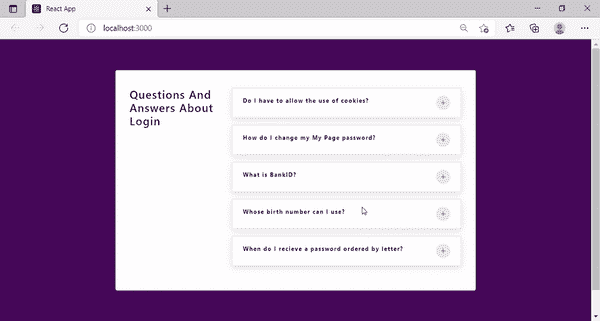 React App
localhost:3000
Questions And
Answers About
Login
Do I have to allow the use of cookies?
How do I change my My Page password?
What is BankID?
Whose birth number can I use?
When do I recieve a password ordered by letter?